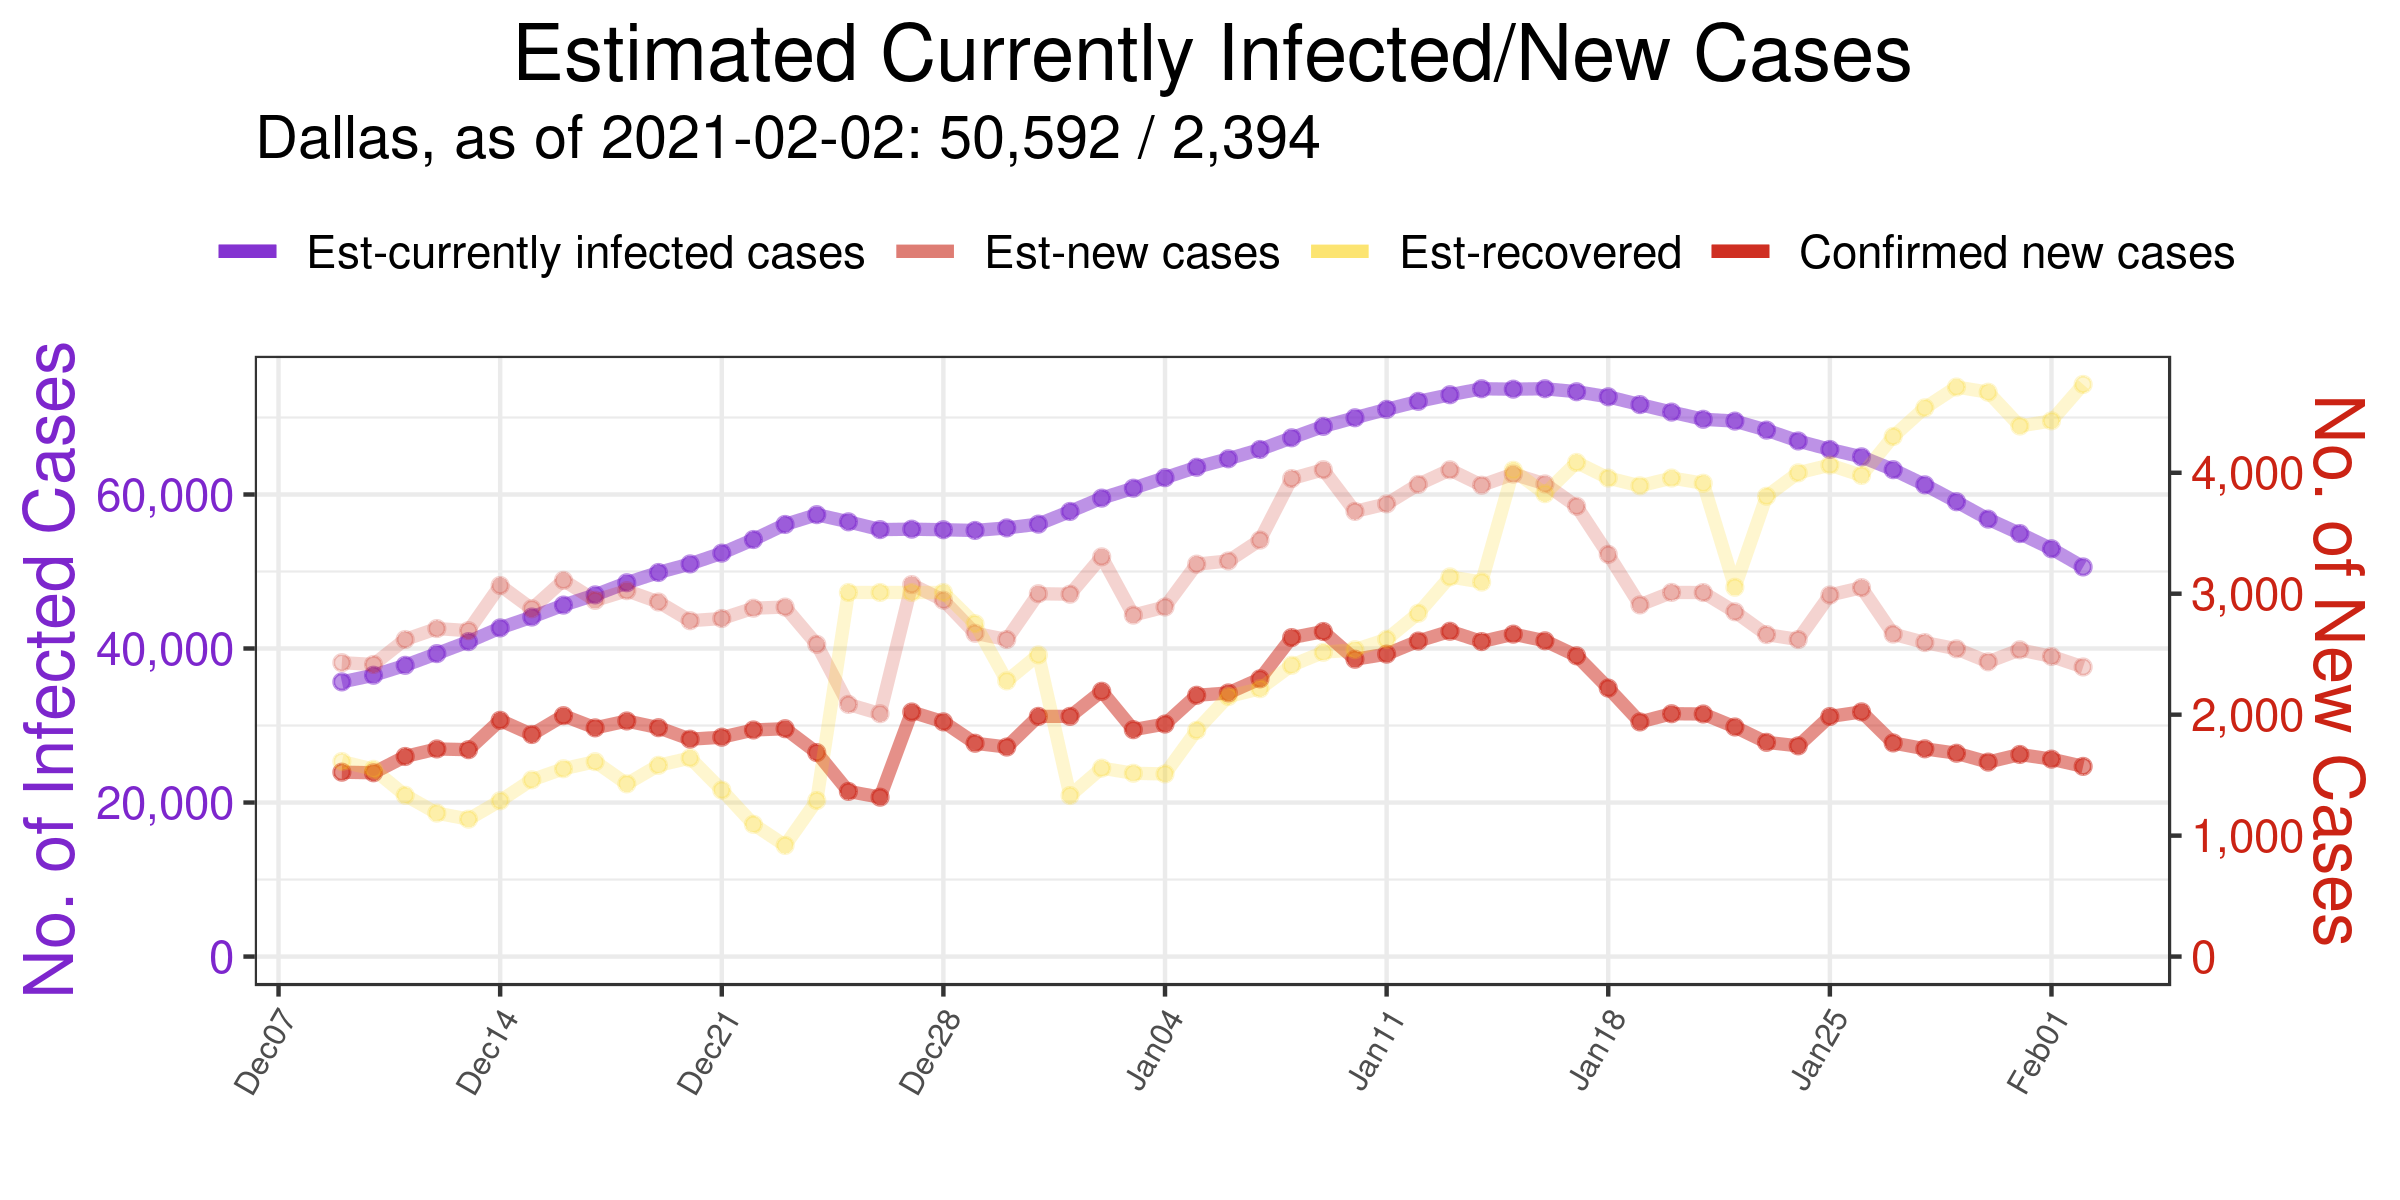 Estimated Currently Infected/New Cases
Dallas, as of 2021-02-02: 50,592 / 2,394
Est-currently infected cases Est-new cases Est-recovered Confirmed new cases
No. of Infected Cases
60,000
40,000
20,000
0
4,000
3,000
2,000
1,000
0
No. of New Cases
Dec07 Dec14 Dec21 Dec28 Jan04 Jan11 Jan18 Jan25 Feb01